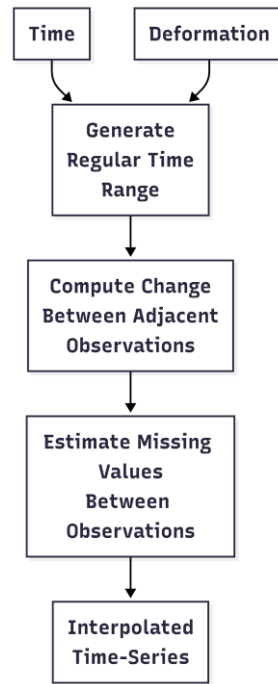 Time
Deformation
Generate
Regular Time
Range
Compute Change
Between Adjacent
Observations
Estimate Missing
Values
Between
Observations
Interpolated
Time-Series